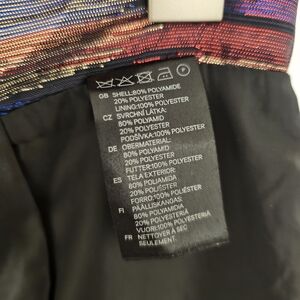 GB SHELL:80% POLYAMIDE
20% POLYESTER
LINING:100% POLYESTER
CZ SVRCHNÍ LÁTKA:
80% POLYAMID
20% POLYESTER
PODŠÍVKA:100% POLYESTER
DE OBERMATERIAL:
80% POLYAMID
20% POLYESTER
FUTTER:100% POLYESTER
ES TELA EXTERIOR:
80% POLIAMIDA
20% POLIÉSTER
FORRO:100% POLIÉSTER
FI PÄÄLLISKANGAS:
80% POLYAMIDIA
20% POLYESTERIÄ
VUORI:100% POLYESTERIÄ
FR NETTOYER À SEC
SEULEMENT.